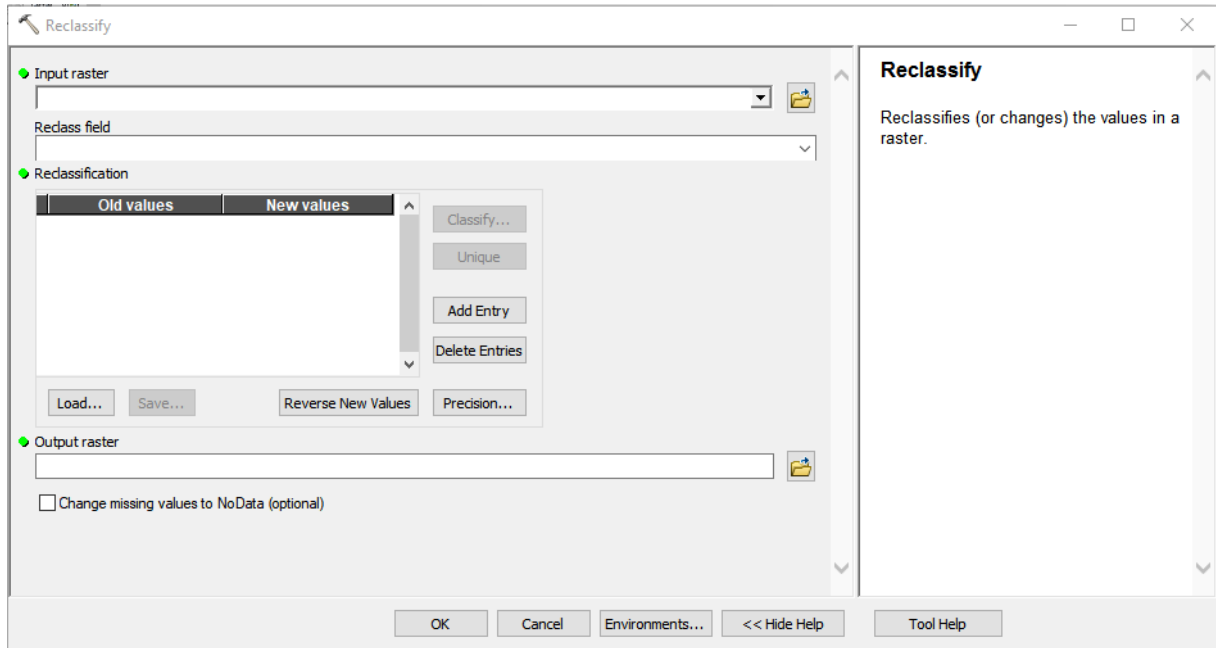 Reclassify
Input raster
Reclass field
Reclassification
Old values New values
Classify...
Unique
Add Entry
Delete Entries
Load... Save... Reverse New Values Precision...
Output raster
Change missing values to NoData (optional)
Reclassify
Reclassifies (or changes) the values in a
raster.
OK Cancel Environments... << Hide Help Tool Help